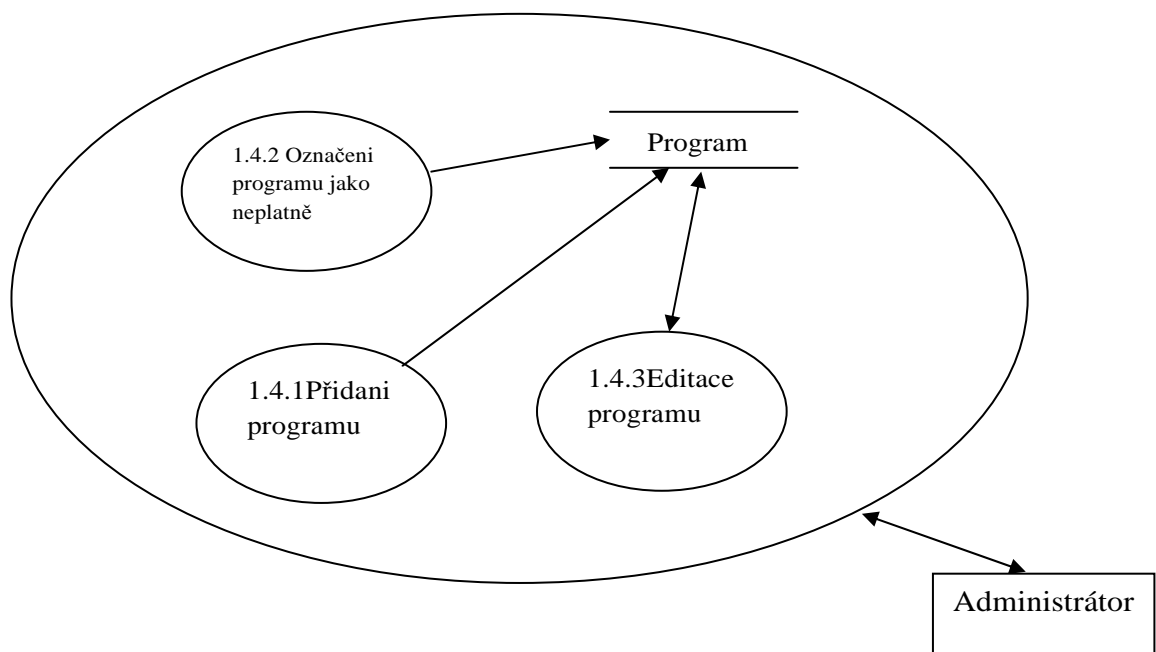 1.4.2 Označeni
programu jako
neplatně
Program
1.4.1Přidani
programu
1.4.3Editace
programu
Administrátor